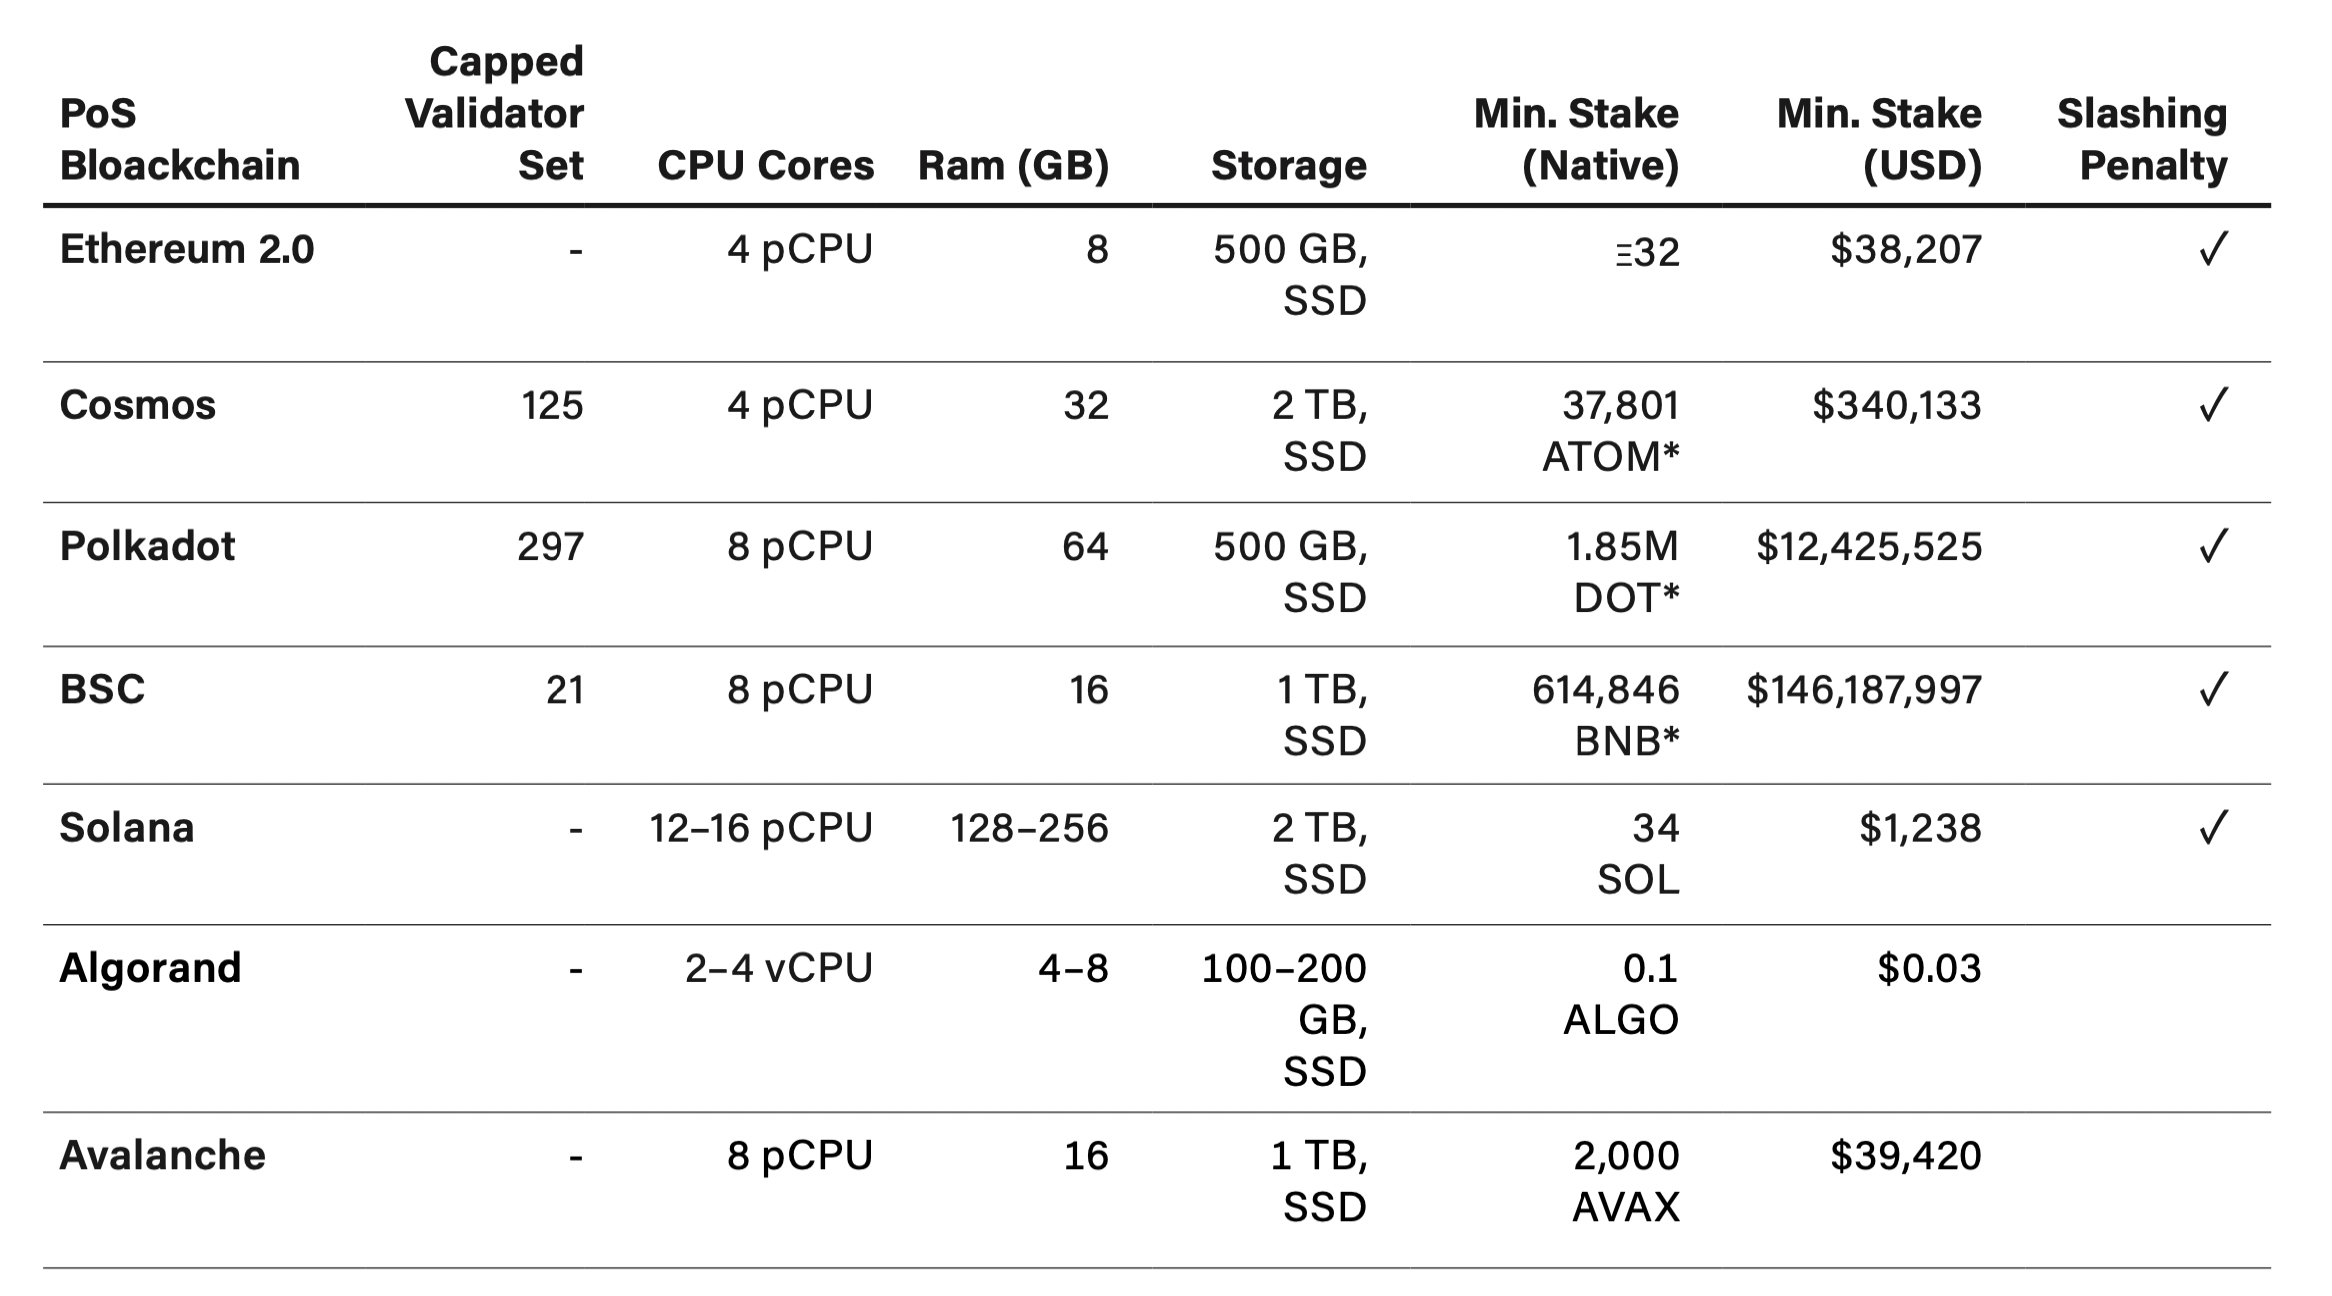 PoS Bloackchain	Capped Validator Set	CPU Cores	Ram (GB)	Storage	Min. Stake (Native)	Min. Stake (USD)	Slashing Penalty
Ethereum 2.0	-	4 pCPU	8	500 GB, SSD	Ξ32	$38,207	✓
Cosmos	125	4 pCPU	32	2 TB, SSD	37,801 ATOM*	$340,133	✓
Polkadot	297	8 pCPU	64	500 GB, SSD	1.85M DOT*	$12,425,525	✓
BSC	21	8 pCPU	16	1 TB, SSD	614,846 BNB*	$146,187,997	✓
Solana	-	12–16 pCPU	128–256	2 TB, SSD	34 SOL	$1,238	✓
Algorand	-	2–4 vCPU	4–8	100–200 GB, SSD	0.1 ALGO	$0.03
Avalanche	-	8 pCPU	16	1 TB, SSD	2,000 AVAX	$39,420